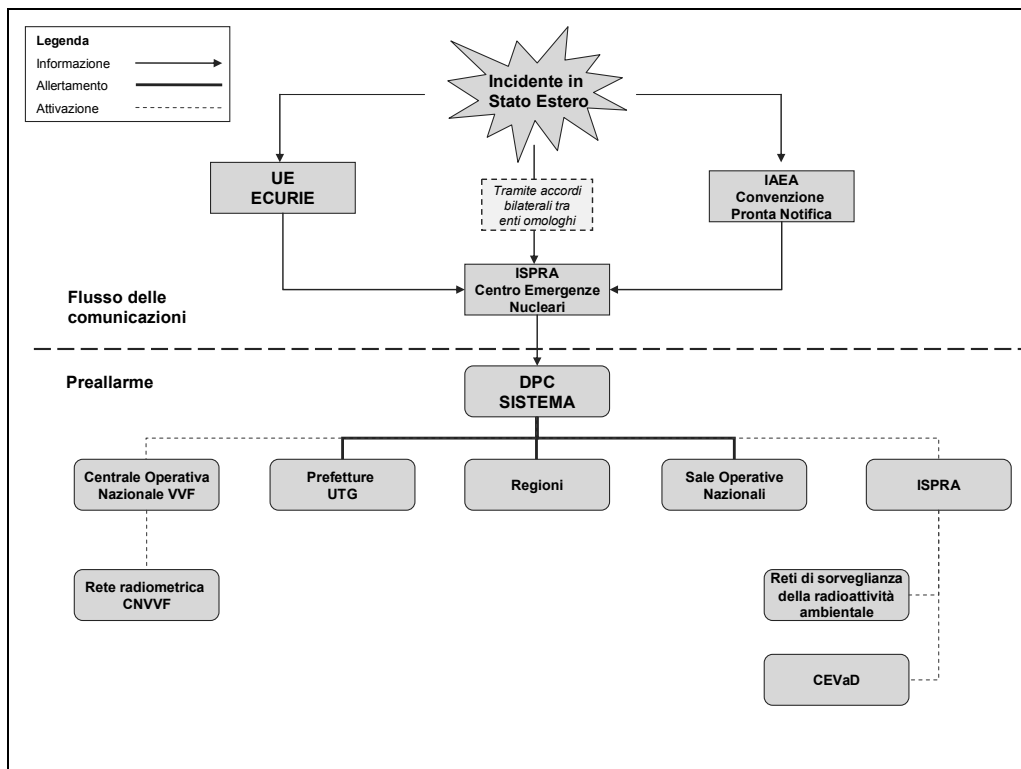 Legenda
Informazione
Allertamento
Attivazione
Incidente in
Stato Estero
UE
ECURIE
Tramite accordi
bilaterali tra
enti omologhi
IAEA
Convenzione
Pronta Notifica
ISPRA
Centro Emergenze
Nucleari
Flusso delle
comunicazioni
Preallarme
DPC
SISTEMA
Centrale Operativa
Nazionale VVF
Prefetture
UTG
Regioni
Sale Operative
Nazionali
ISPRA
Rete radiometrica
CNVVF
Reti di sorveglianza
della radioattività
ambientale
CEVaD